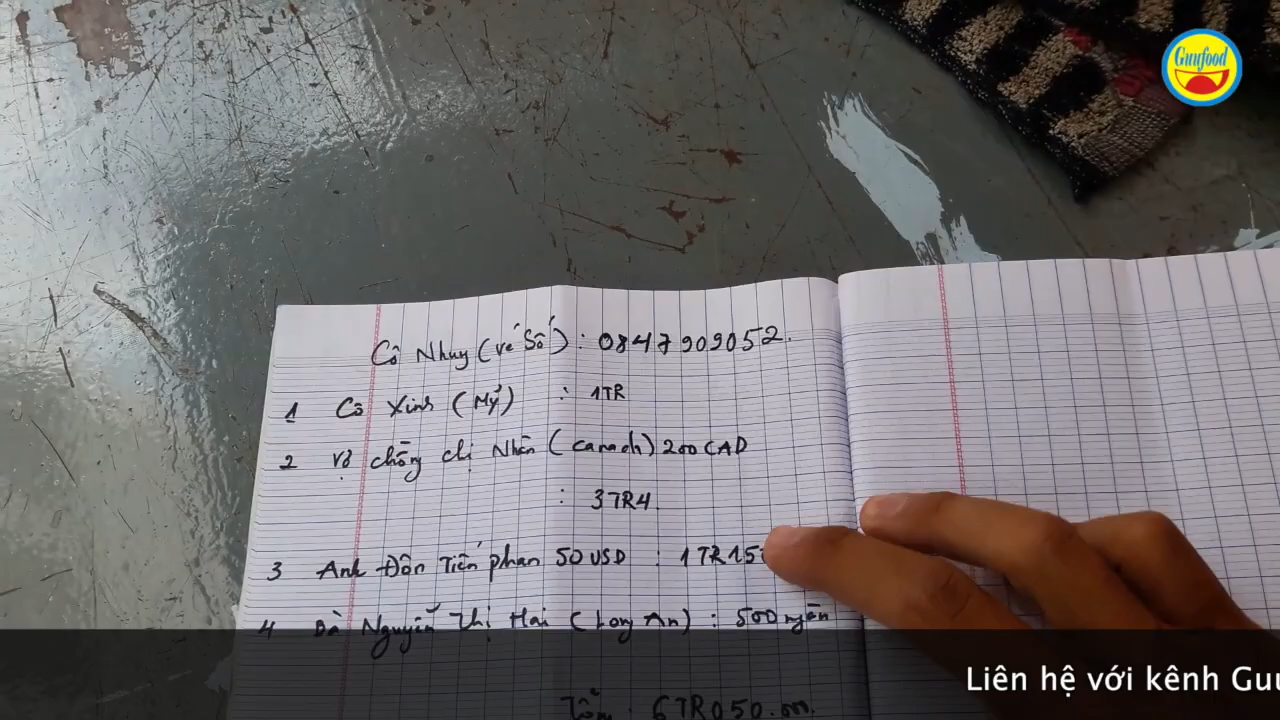 Guufood
Cô Nhuy (vé Số) : 0847909052.
1 Cô Xinh (Mỹ) : 1TR
2 Vợ chồng chị Nhân (Canada) 200 CAD
: 3TR4.
3 Anh Đôn Tiến phan 50 USD : 1TR15
4 Bà Nguyễn Thị Hai (Long An) : 500 ngàn
Tổng : 6TR050.000.
Liên hệ với kênh Guu